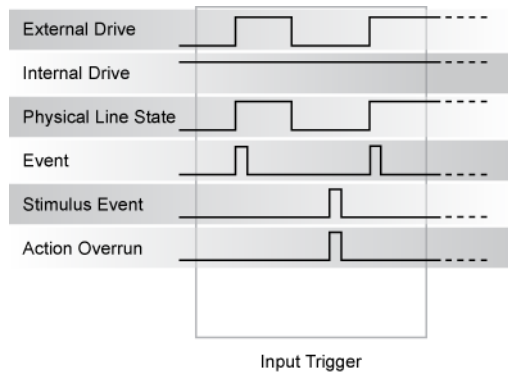 External Drive
Internal Drive
Physical Line State
Event
Stimulus Event
Action Overrun
Input Trigger